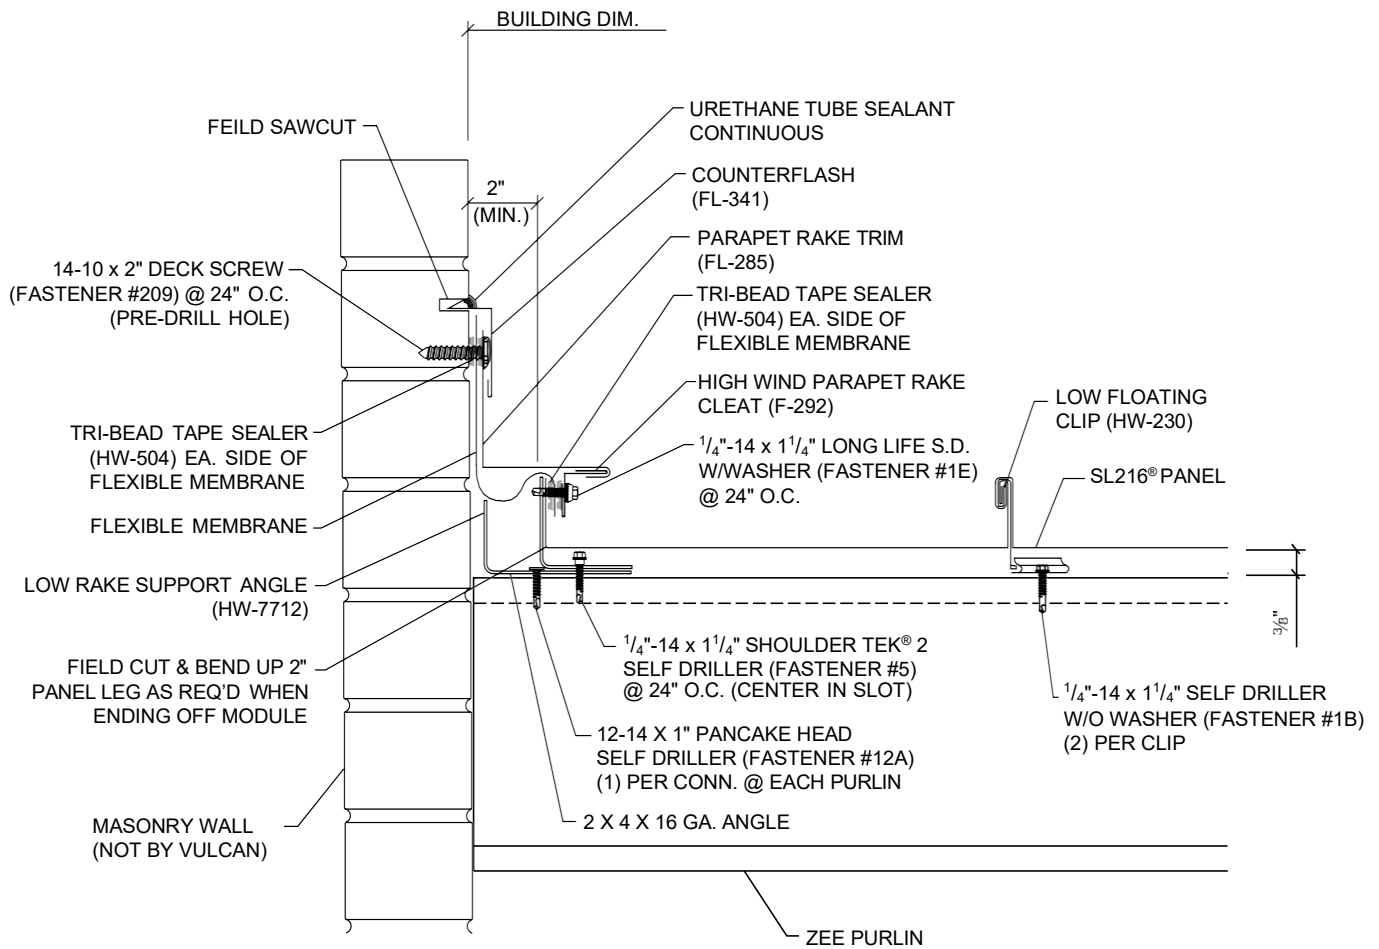 BUILDING DIM.
FEILD SAWCUT
URETHANE TUBE SEALANT
CONTINUOUS
COUNTERFLASH
(FL-341)
2"
(MIN.)
PARAPET RAKE TRIM
(FL-285)
14-10 x 2" DECK SCREW
(FASTENER #209) @ 24" O.C.
(PRE-DRILL HOLE)
TRI-BEAD TAPE SEALER
(HW-504) EA. SIDE OF
FLEXIBLE MEMBRANE
HIGH WIND PARAPET RAKE
CLEAT (F-292)
LOW FLOATING
CLIP (HW-230)
TRI-BEAD TAPE SEALER
(HW-504) EA. SIDE OF
FLEXIBLE MEMBRANE
1/4"-14 x 1 1/4" LONG LIFE S.D.
W/WASHER (FASTENER #1E)
@ 24" O.C.
SL216® PANEL
FLEXIBLE MEMBRANE
LOW RAKE SUPPORT ANGLE
(HW-7712)
3/8"
FIELD CUT & BEND UP 2"
PANEL LEG AS REQ'D WHEN
ENDING OFF MODULE
1/4"-14 x 1 1/4" SHOULDER TEK® 2
SELF DRILLER (FASTENER #5)
@ 24" O.C. (CENTER IN SLOT)
1/4"-14 x 1 1/4" SELF DRILLER
W/O WASHER (FASTENER #1B)
(2) PER CLIP
12-14 X 1" PANCAKE HEAD
SELF DRILLER (FASTENER #12A)
(1) PER CONN. @ EACH PURLIN
2 X 4 X 16 GA. ANGLE
MASONRY WALL
(NOT BY VULCAN)
ZEE PURLIN